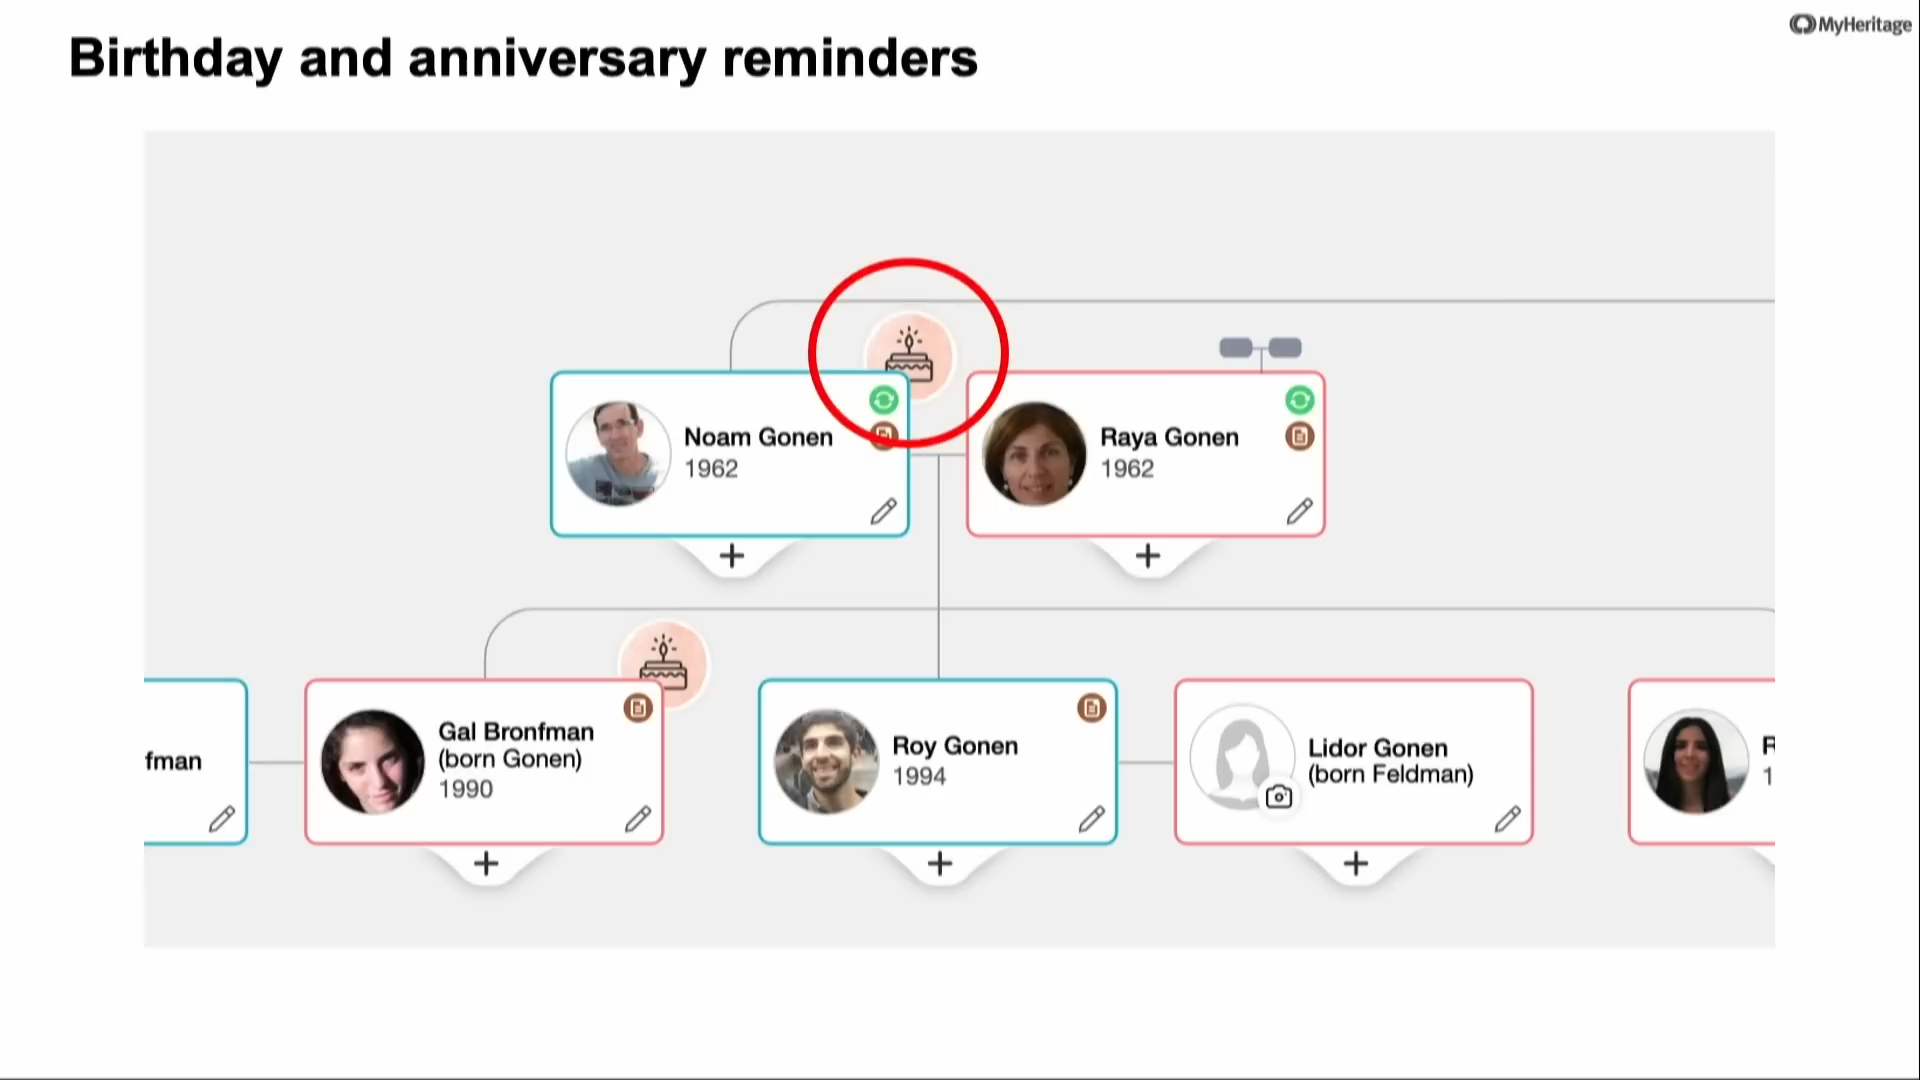 MyHeritage
Birthday and anniversary reminders
Noam Gonen
1962
Raya Gonen
1962
fman
Gal Bronfman
(born Gonen)
1990
Roy Gonen
1994
Lidor Gonen
(born Feldman)